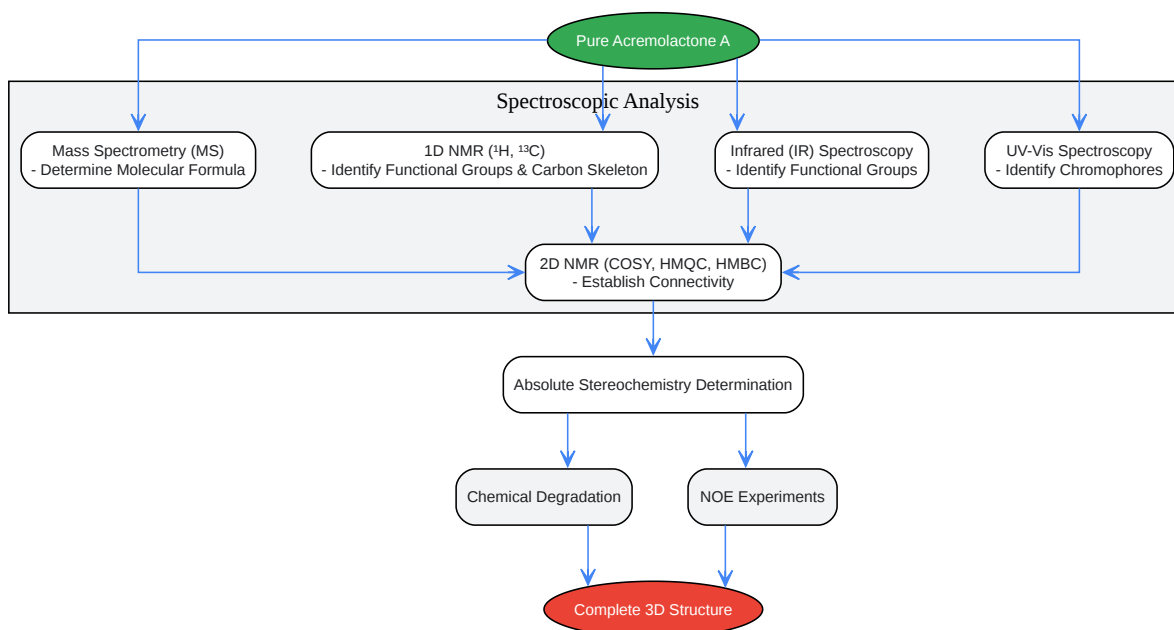 Pure Acremolactone A
Spectroscopic Analysis
Mass Spectrometry (MS)
- Determine Molecular Formula
1D NMR (¹H, ¹³C)
- Identify Functional Groups & Carbon Skeleton
Infrared (IR) Spectroscopy
- Identify Functional Groups
UV-Vis Spectroscopy
- Identify Chromophores
2D NMR (COSY, HMQC, HMBC)
- Establish Connectivity
Absolute Stereochemistry Determination
Chemical Degradation
NOE Experiments
Complete 3D Structure